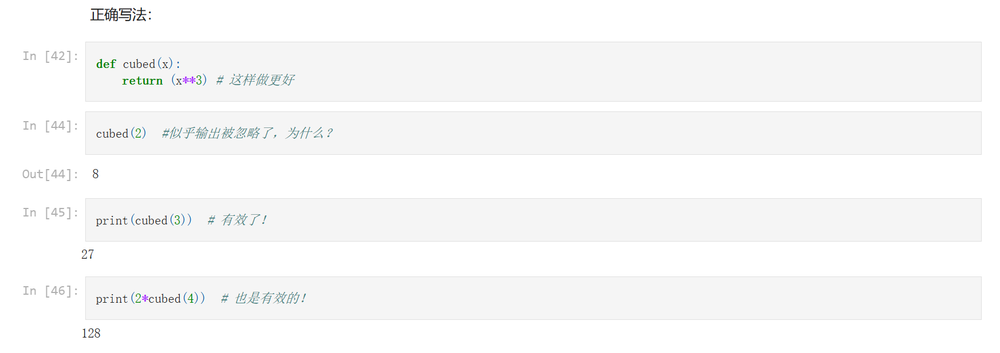 正确写法：
In [42]:
def cubed(x):
    return (x**3) # 这样做更好
In [44]:
cubed(2)  #似乎输出被忽略了，为什么？
Out[44]: 8
In [45]:
print(cubed(3))  # 有效了！
27
In [46]:
print(2*cubed(4))  # 也是有效的！
128